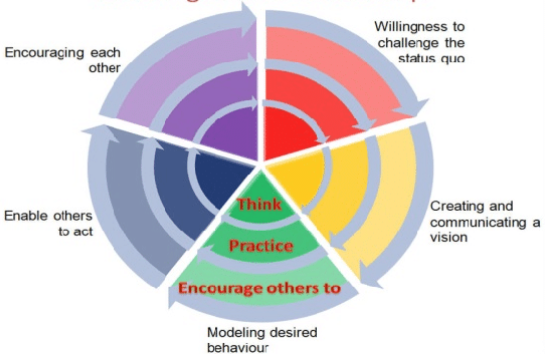 Willingness to
challenge the
status quo
Encouraging each
other
Creating and
communicating a
vision
Enable others
to act
Think
Practice
Encourage others to
Modeling desired
behaviour